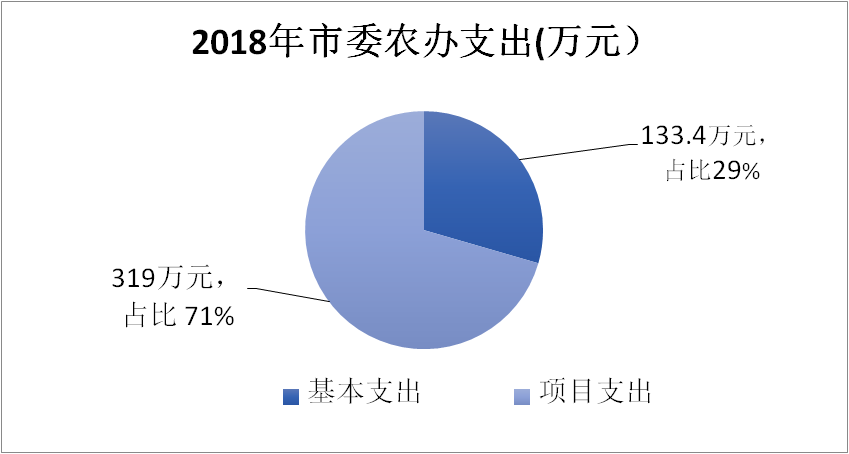 2018年市委农办支出(万元）
133.4万元，
占比29%
319万元，
占比 71%
基本支出
项目支出